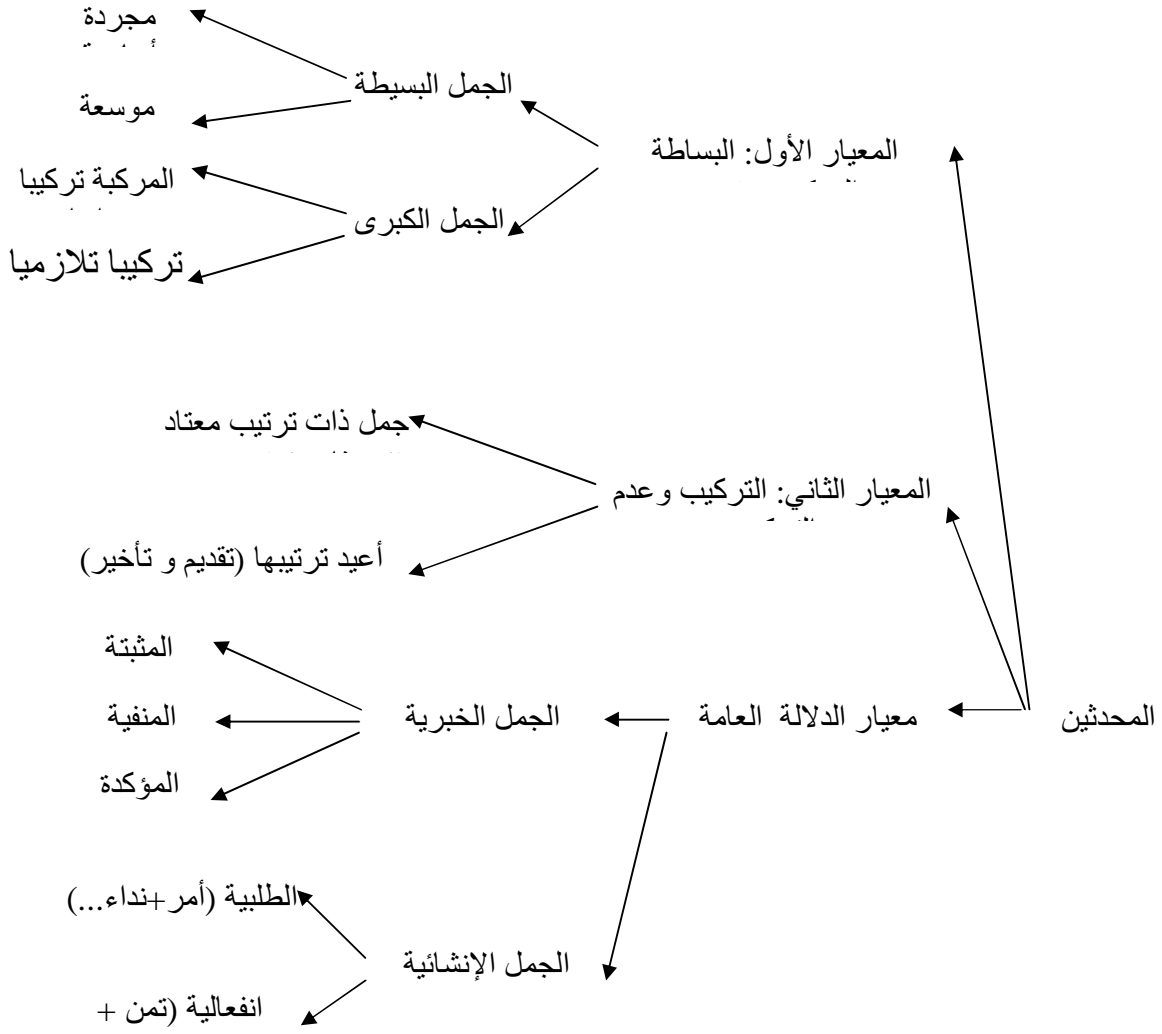 مجردة
الجمل البسيطة
موسعة
المعيار الأول: البساطة
المركبة تركيبا
الجمل الكبرى
تركيبا تلازميا
جمل ذات ترتيب معتاد
المعيار الثاني: التركيب وعدم
أعيد ترتيبها (تقديم و تأخير)
المثبتة
المحدثين
معيار الدلالة العامة
الجمل الخبرية
المنفية
المؤكدة
الطلبية (أمر+نداء...)
الجمل الإنشائية
انفعالية (تمن +